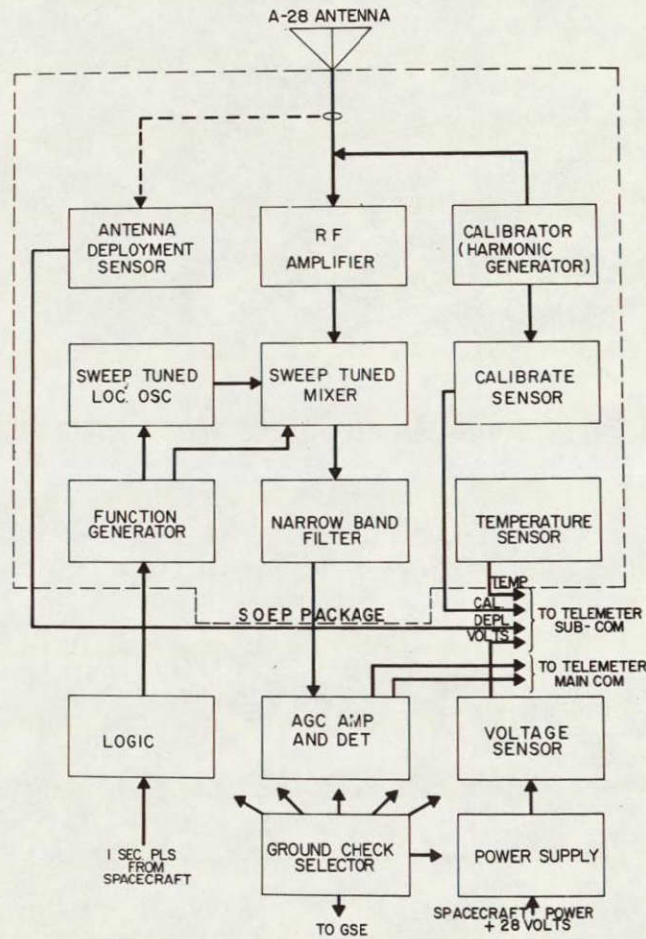 A-28 ANTENNA
ANTENNA
DEPLOYMENT
SENSOR
R F
AMPLIFIER
CALIBRATOR
(HARMONIC
GENERATOR)
SWEEP TUNED
LOC. OSC
SWEEP TUNED
MIXER
CALIBRATE
SENSOR
FUNCTION
GENERATOR
NARROW BAND
FILTER
TEMPERATURE
SENSOR
TEMP.
CAL.
DEPL
VOLTS
TO TELEMETER
SUB-COM
SOEP PACKAGE
TO TELEMETER
MAIN COM
LOGIC
AGC AMP
AND DET
VOLTAGE
SENSOR
1 SEC. PLS
FROM
SPACECRAFT
GROUND CHECK
SELECTOR
POWER SUPPLY
TO GSE
SPACECRAFT POWER
+ 28 VOLTS